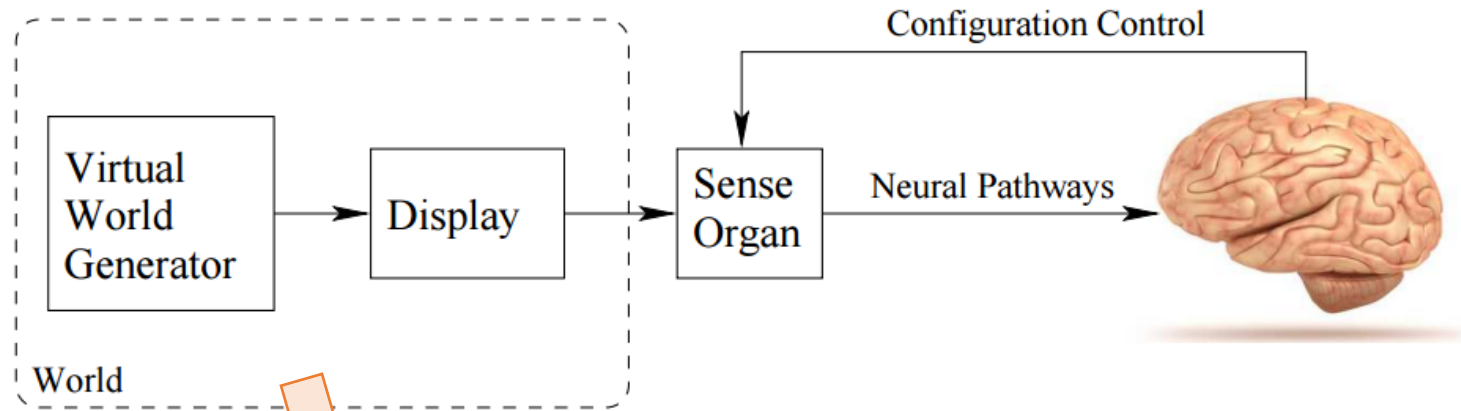 Configuration Control
Virtual
World
Generator
Display
Sense
Organ
Neural Pathways
World